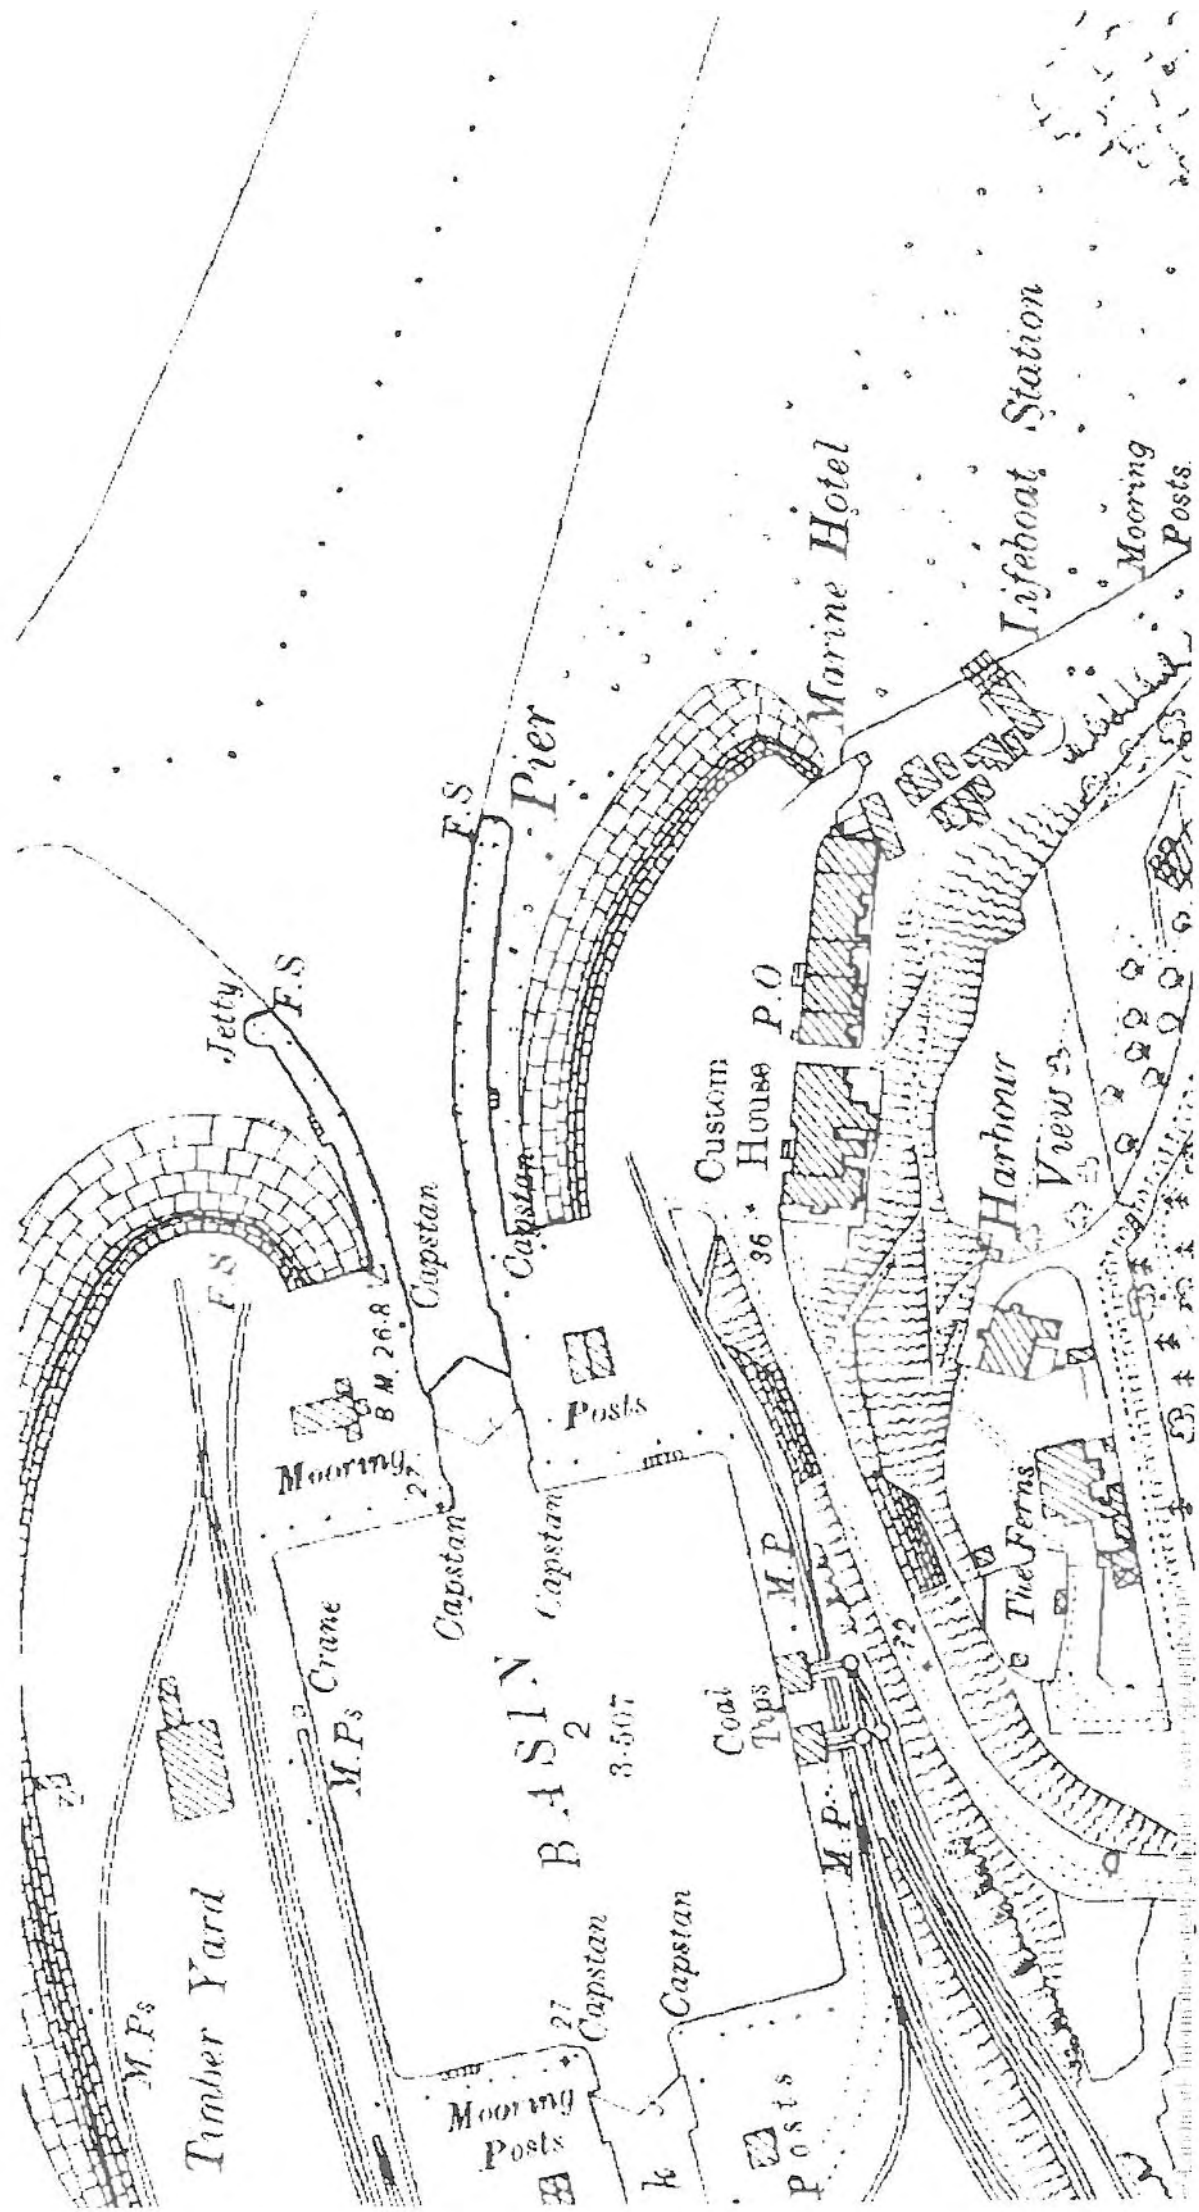 Jetty
F.S
F.S
Pier
Marine Hotel
Lifeboat Station
Mooring
Posts.
Capstan
Capstan
B M. 26.8
Mooring
27
Posts
Custom
House
P.O
36
Harbour
View
Capstan
Capstan
Crane
M.Ps
M.P
The Ferns
72
BASIN
2
3·507
Coal
Tips
M.P.
M.Ps
Timber Yard
27
Capstan
Capstan
Mooring
Posts
k
Posts